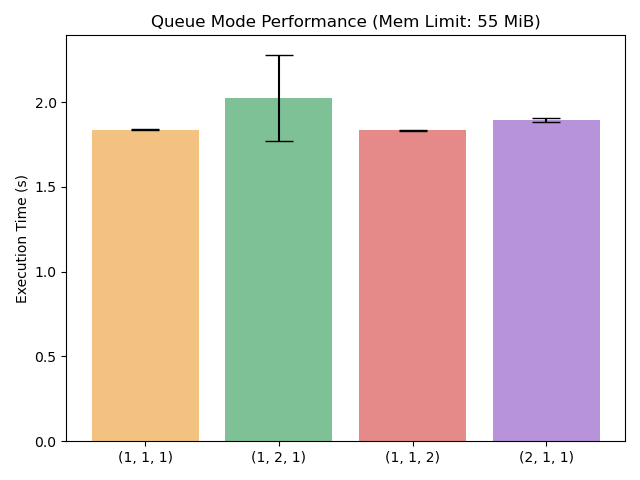 Queue Mode Performance (Mem Limit: 55 MiB)
Execution Time (s)
2.0
1.5
1.0
0.5
0.0
(1, 1, 1)
(1, 2, 1)
(1, 1, 2)
(2, 1, 1)